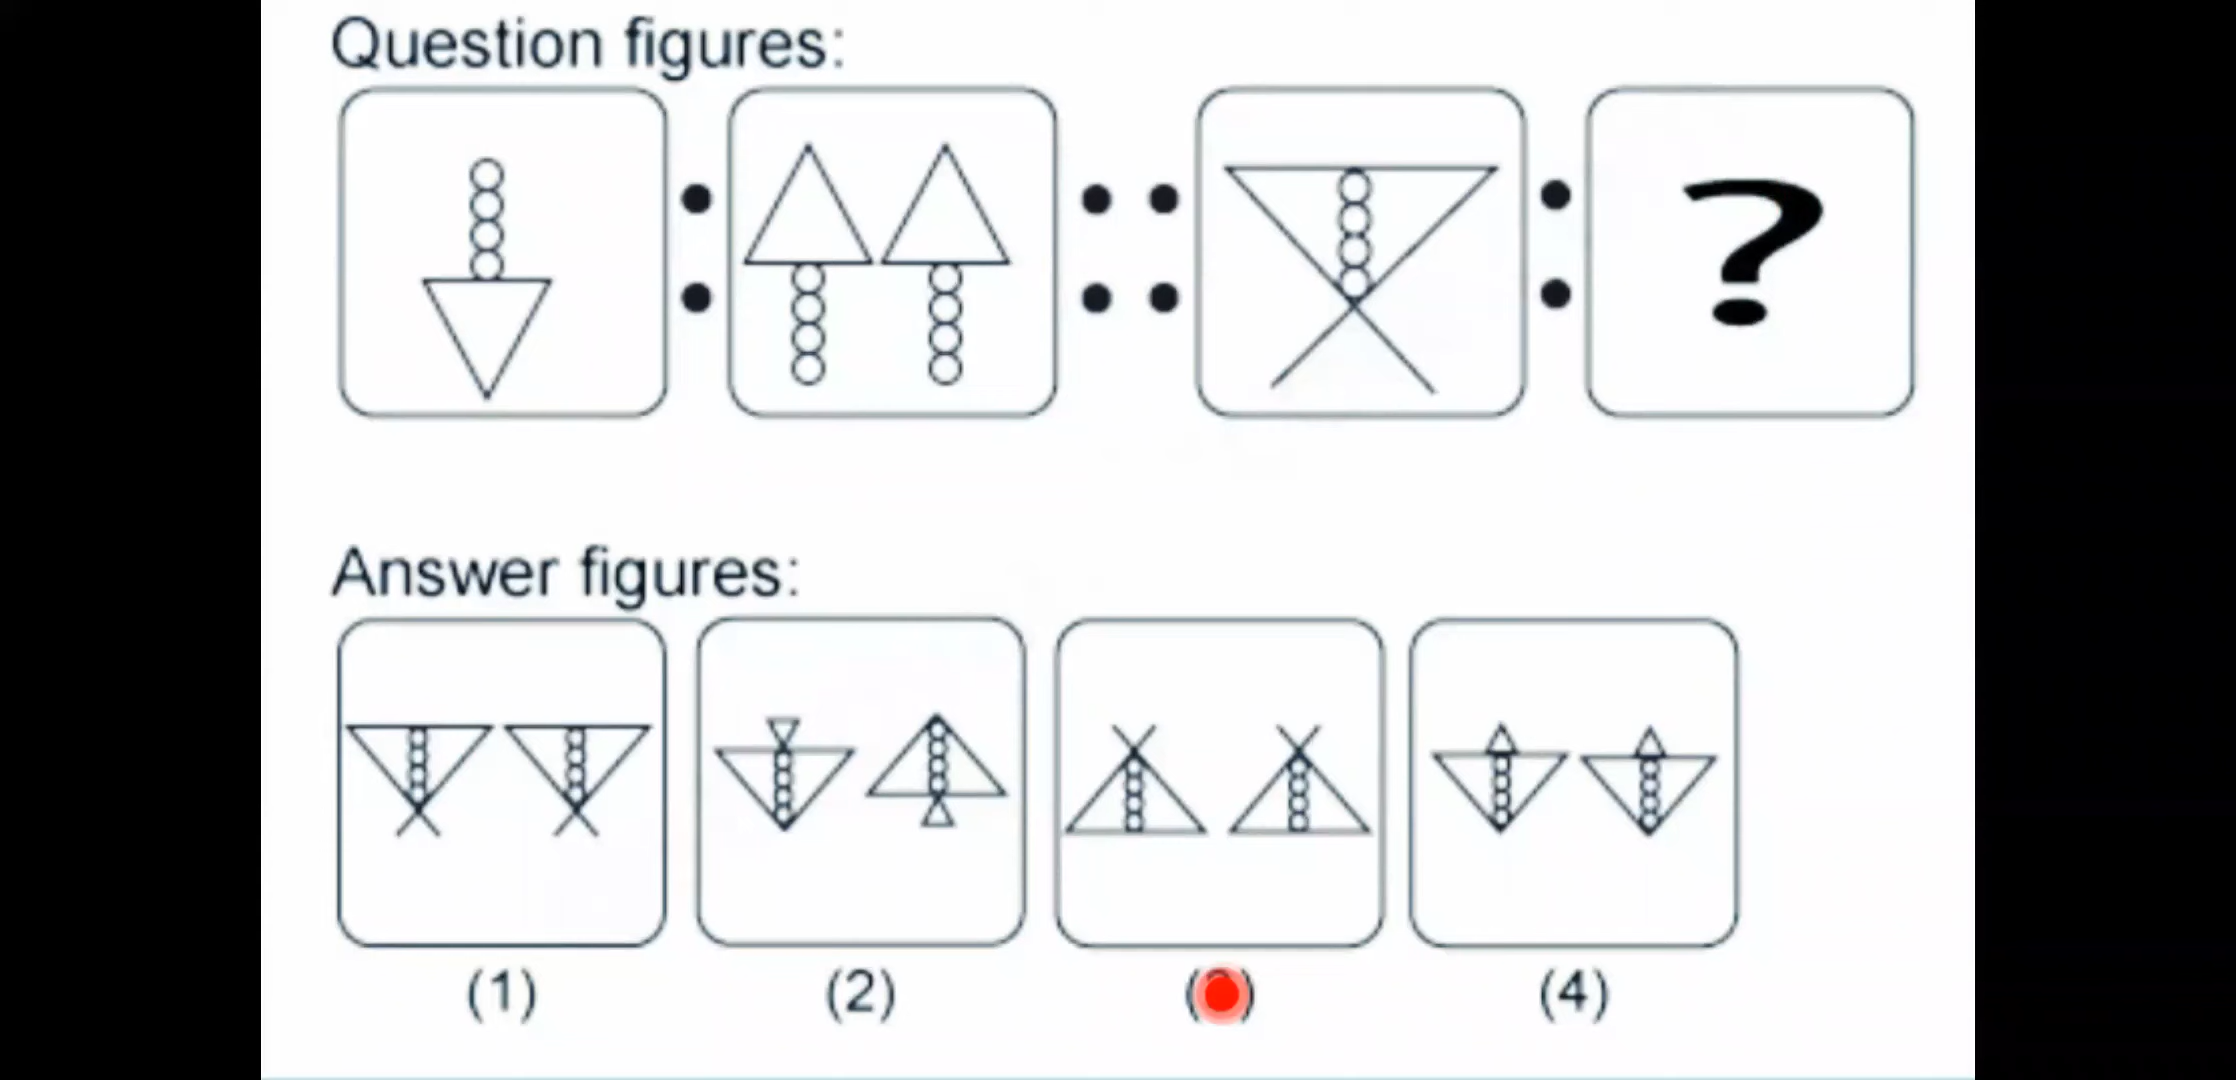 Question figures:
?
Answer figures:
(1) (2) ( ) (4)